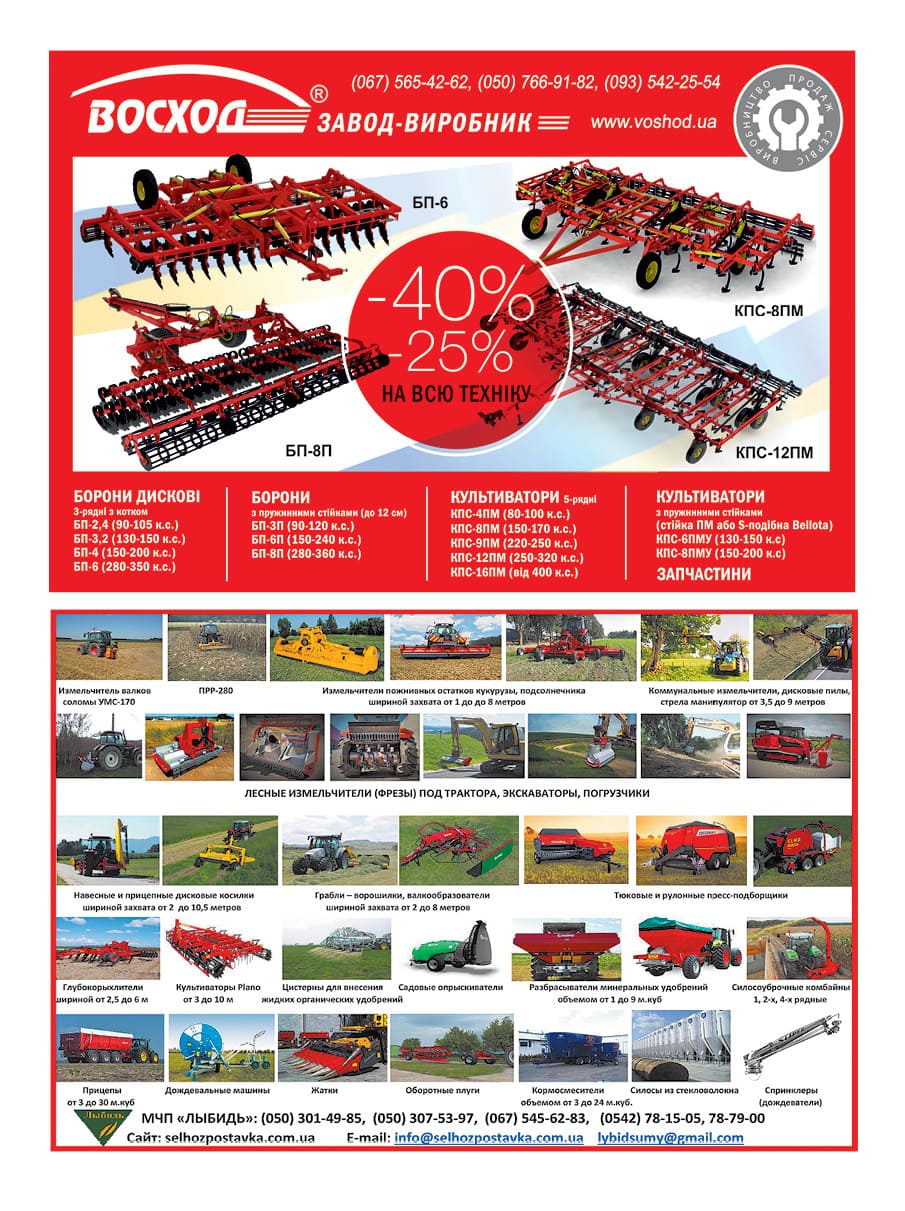 (067) 565-42-62, (050) 766-91-82, (093) 542-25-54
ВОСХОД®
ЗАВОД-ВИРОБНИК
www.voshod.ua
ВИРОБНИЦТВО ПРОДАЖ СЕРВІС
БП-6
КПС-8ПМ
-40%
-25%
НА ВСЮ ТЕХНІКУ
БП-8П
КПС-12ПМ
БОРОНИ ДИСКОВІ
3-рядні з котком
БП-2,4 (90-105 к.с.)
БП-3,2 (130-150 к.с.)
БП-4 (150-200 к.с.)
БП-6 (280-350 к.с.)
БОРОНИ
з пружинними стійками (до 12 см)
БП-3П (90-120 к.с.)
БП-6П (150-240 к.с.)
БП-8П (280-360 к.с.)
КУЛЬТИВАТОРИ 5-рядні
КПС-4ПМ (80-100 к.с.)
КПС-8ПМ (150-170 к.с.)
КПС-9ПМ (220-250 к.с.)
КПС-12ПМ (250-320 к.с.)
КПС-16ПМ (від 400 к.с.)
КУЛЬТИВАТОРИ
з пружинними стійками
(стійка ПМ або S-подібна Bellota)
КПС-6ПМУ (130-150 к.с)
КПС-8ПМУ (150-200 к.с)
ЗАПЧАСТИНИ
Измельчитель валков
соломы УМС-170
ПРР-280
Измельчители пожнивных остатков кукурузы, подсолнечника
шириной захвата от 1 до до 8 метров
Коммунальные измельчители, дисковые пилы,
стрела манипулятор от 3,5 до 9 метров
ЛЕСНЫЕ ИЗМЕЛЬЧИТЕЛИ (ФРЕЗЫ) ПОД ТРАКТОРА, ЭКСКАВАТОРЫ, ПОГРУЗЧИКИ
Навесные и прицепные дисковые косилки
шириной захвата от 2 до 10,5 метров
Грабли – ворошилки, валкообразователи
шириной захвата от 2 до 8 метров
Тюковые и рулонные пресс-подборщики
Глубокорыхлители
шириной от 2,5 до 6 м
Культиваторы Plano
от 3 до 10 м
Цистерны для внесения
жидких органических удобрений
Садовые опрыскиватели
Разбрасыватели минеральных удобрений
объемом от 1 до 9 м.куб
Силосоуброчные комбайны
1, 2-х, 4-х рядные
Прицепы
от 3 до 30 м.куб
Дождевальные машины
Жатки
Оборотные плуги
Кормосмесители
объемом от 3 до 24 м.куб.
Силосы из стекловолокна
Спринклеры
(дождеватели)
Лыбидь
МЧП «ЛЫБИДЬ»: (050) 301-49-85, (050) 307-53-97, (067) 545-62-83, (0542) 78-15-05, 78-79-00
Сайт: selhozpostavka.com.ua E-mail: info@selhozpostavka.com.ua lybidsumy@gmail.com